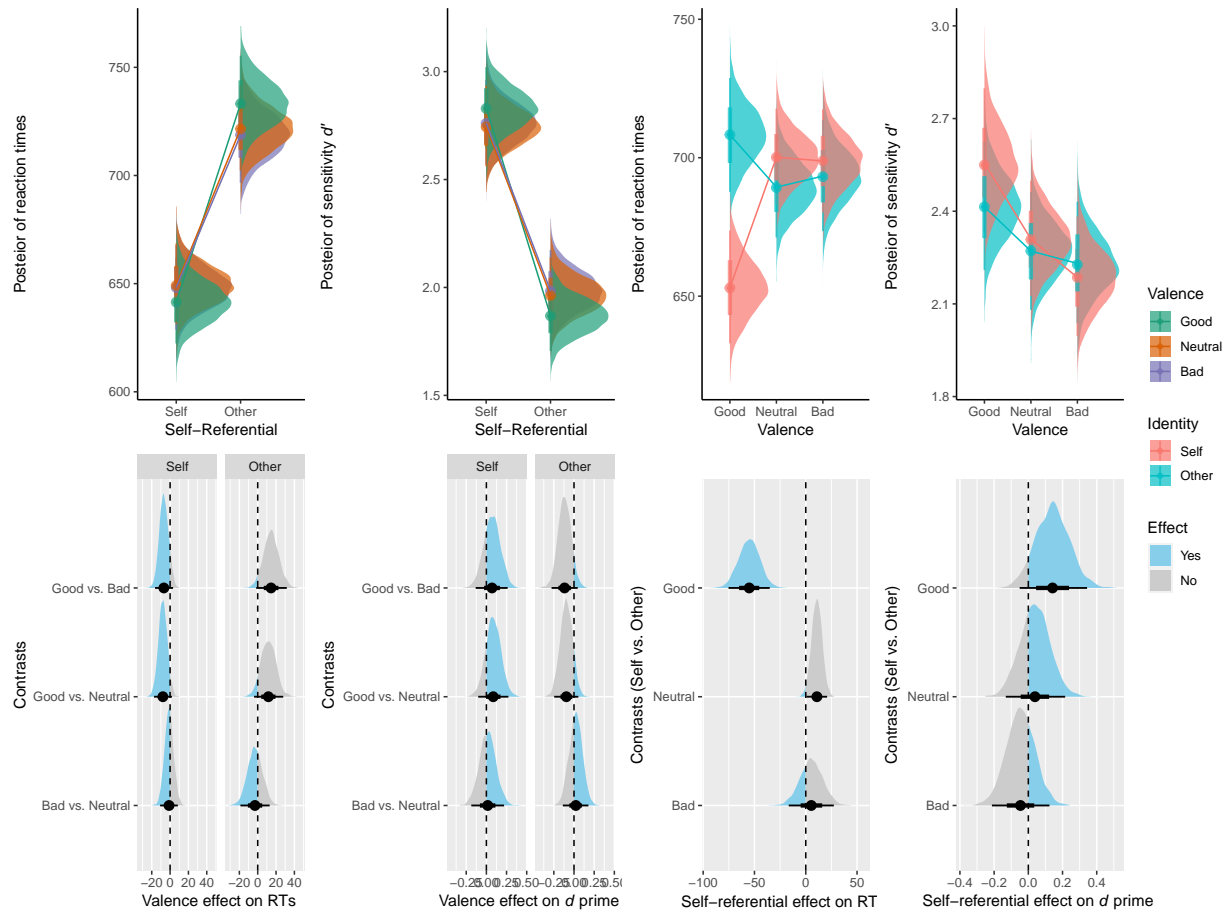 Posterior of reaction times
750
700
650
600
Self
Other
Self−Referential
Posterior of sensitivity d′
3.0
2.5
2.0
1.5
Self
Other
Self−Referential
Posterior of reaction times
750
700
650
Good
Neutral
Bad
Valence
Posterior of sensitivity d′
3.0
2.7
2.4
2.1
1.8
Good
Neutral
Bad
Valence
Valence
Good
Neutral
Bad
Identity
Self
Other
Effect
Yes
No
Contrasts
Self
Other
Good vs. Bad
Good vs. Neutral
Bad vs. Neutral
−20 0 20 40
−20 0 20 40
Valence effect on RTs
Contrasts
Self
Other
Good vs. Bad
Good vs. Neutral
Bad vs. Neutral
−0.25 0.00 0.25 0.50
−0.25 0.00 0.25 0.50
Valence effect on d prime
Contrasts (Self vs. Other)
Good
Neutral
Bad
−100 −50 0 50
Self−referential effect on RT
Contrasts (Self vs. Other)
Good
Neutral
Bad
−0.4 −0.2 0.0 0.2 0.4
Self−referential effect on d prime